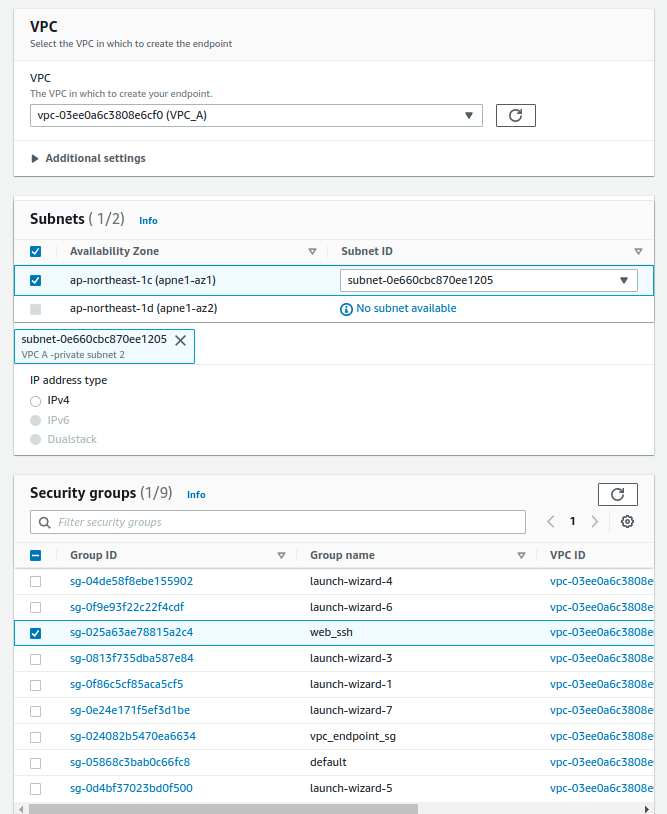 VPC
Select the VPC in which to create the endpoint
VPC
The VPC in which to create your endpoint.
vpc-03ee0a6c3808e6cf0 (VPC_A)
Additional settings
Subnets ( 1/2) Info
Availability Zone Subnet ID
ap-northeast-1c (apne1-az1) subnet-0e660cbc870ee1205
ap-northeast-1d (apne1-az2) No subnet available
subnet-0e660cbc870ee1205
VPC A -private subnet 2
IP address type
IPv4
IPv6
Dualstack
Security groups (1/9) Info
Filter security groups 1
Group ID Group name VPC ID
sg-04de58f8ebe155902 launch-wizard-4 vpc-03ee0a6c3808e
sg-0f9e93f22c22f4cdf launch-wizard-6 vpc-03ee0a6c3808e
sg-025a63ae78815a2c4 web_ssh vpc-03ee0a6c3808e
sg-0813f735dba587e84 launch-wizard-3 vpc-03ee0a6c3808e
sg-0f86c5cf85aca5cf5 launch-wizard-1 vpc-03ee0a6c3808e
sg-0e24e171f5ef3d1be launch-wizard-7 vpc-03ee0a6c3808e
sg-024082b5470ea6634 vpc_endpoint_sg vpc-03ee0a6c3808e
sg-05868c3bab0c66fc8 default vpc-03ee0a6c3808e
sg-0d4bf37023bd0f500 launch-wizard-5 vpc-03ee0a6c3808e